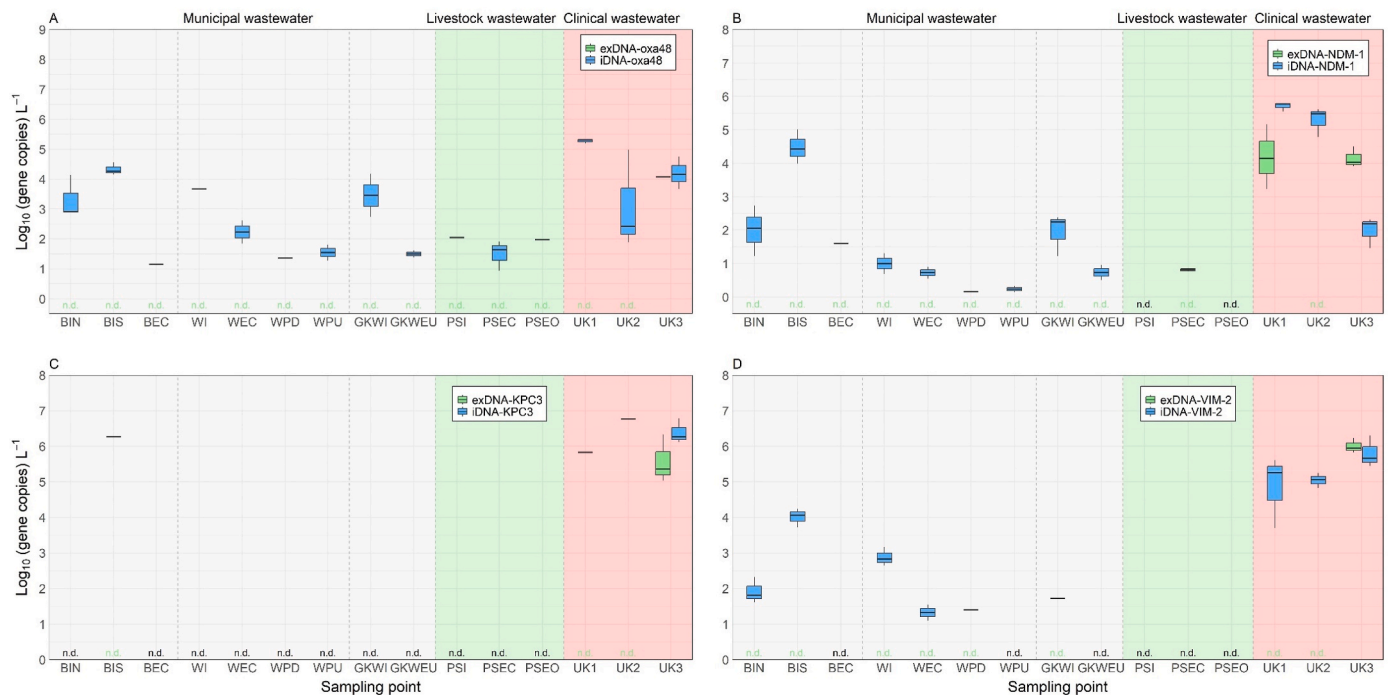 A Municipal wastewater Livestock wastewater Clinical wastewater
exDNA-oxa48
iDNA-oxa48
Log10 (gene copies) L−1
9
8
7
6
5
4
3
2
1
0
n.d. n.d. n.d. n.d. n.d. n.d. n.d. n.d. n.d. n.d. n.d. n.d. n.d. n.d.
BIN BIS BEC WI WEC WPD WPU GKWI GKWEU PSI PSEC PSEO UK1 UK2 UK3
B Municipal wastewater Livestock wastewater Clinical wastewater
exDNA-NDM-1
iDNA-NDM-1
8
7
6
5
4
3
2
1
0
n.d. n.d. n.d. n.d. n.d. n.d. n.d. n.d. n.d. n.d. n.d. n.d. n.d.
BIN BIS BEC WI WEC WPD WPU GKWI GKWEU PSI PSEC PSEO UK1 UK2 UK3
C
exDNA-KPC3
iDNA-KPC3
Log10 (gene copies) L−1
8
7
6
5
4
3
2
1
0
n.d. n.d. n.d. n.d. n.d. n.d. n.d. n.d. n.d. n.d. n.d. n.d. n.d. n.d.
BIN BIS BEC WI WEC WPD WPU GKWI GKWEU PSI PSEC PSEO UK1 UK2 UK3
Sampling point
D
exDNA-VIM-2
iDNA-VIM-2
8
7
6
5
4
3
2
1
0
n.d. n.d. n.d. n.d. n.d. n.d. n.d. n.d. n.d. n.d. n.d. n.d. n.d. n.d.
BIN BIS BEC WI WEC WPD WPU GKWI GKWEU PSI PSEC PSEO UK1 UK2 UK3
Sampling point